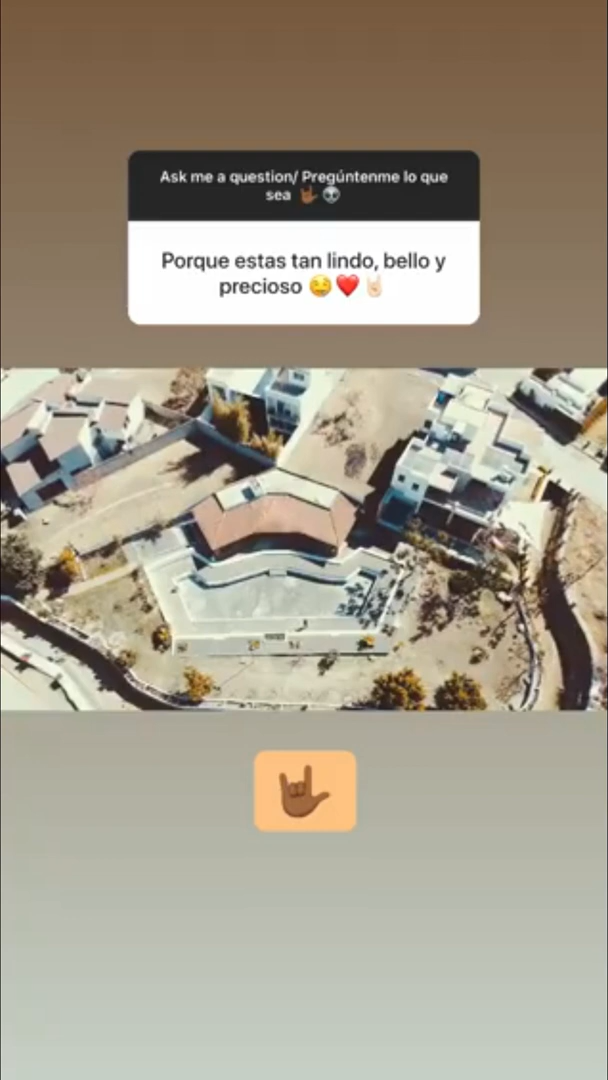 Ask me a question/ Pregúntenme lo que
sea 🤟🏾👽
Porque estas tan lindo, bello y
precioso 🤤❤️🤘🏻
🤟🏾